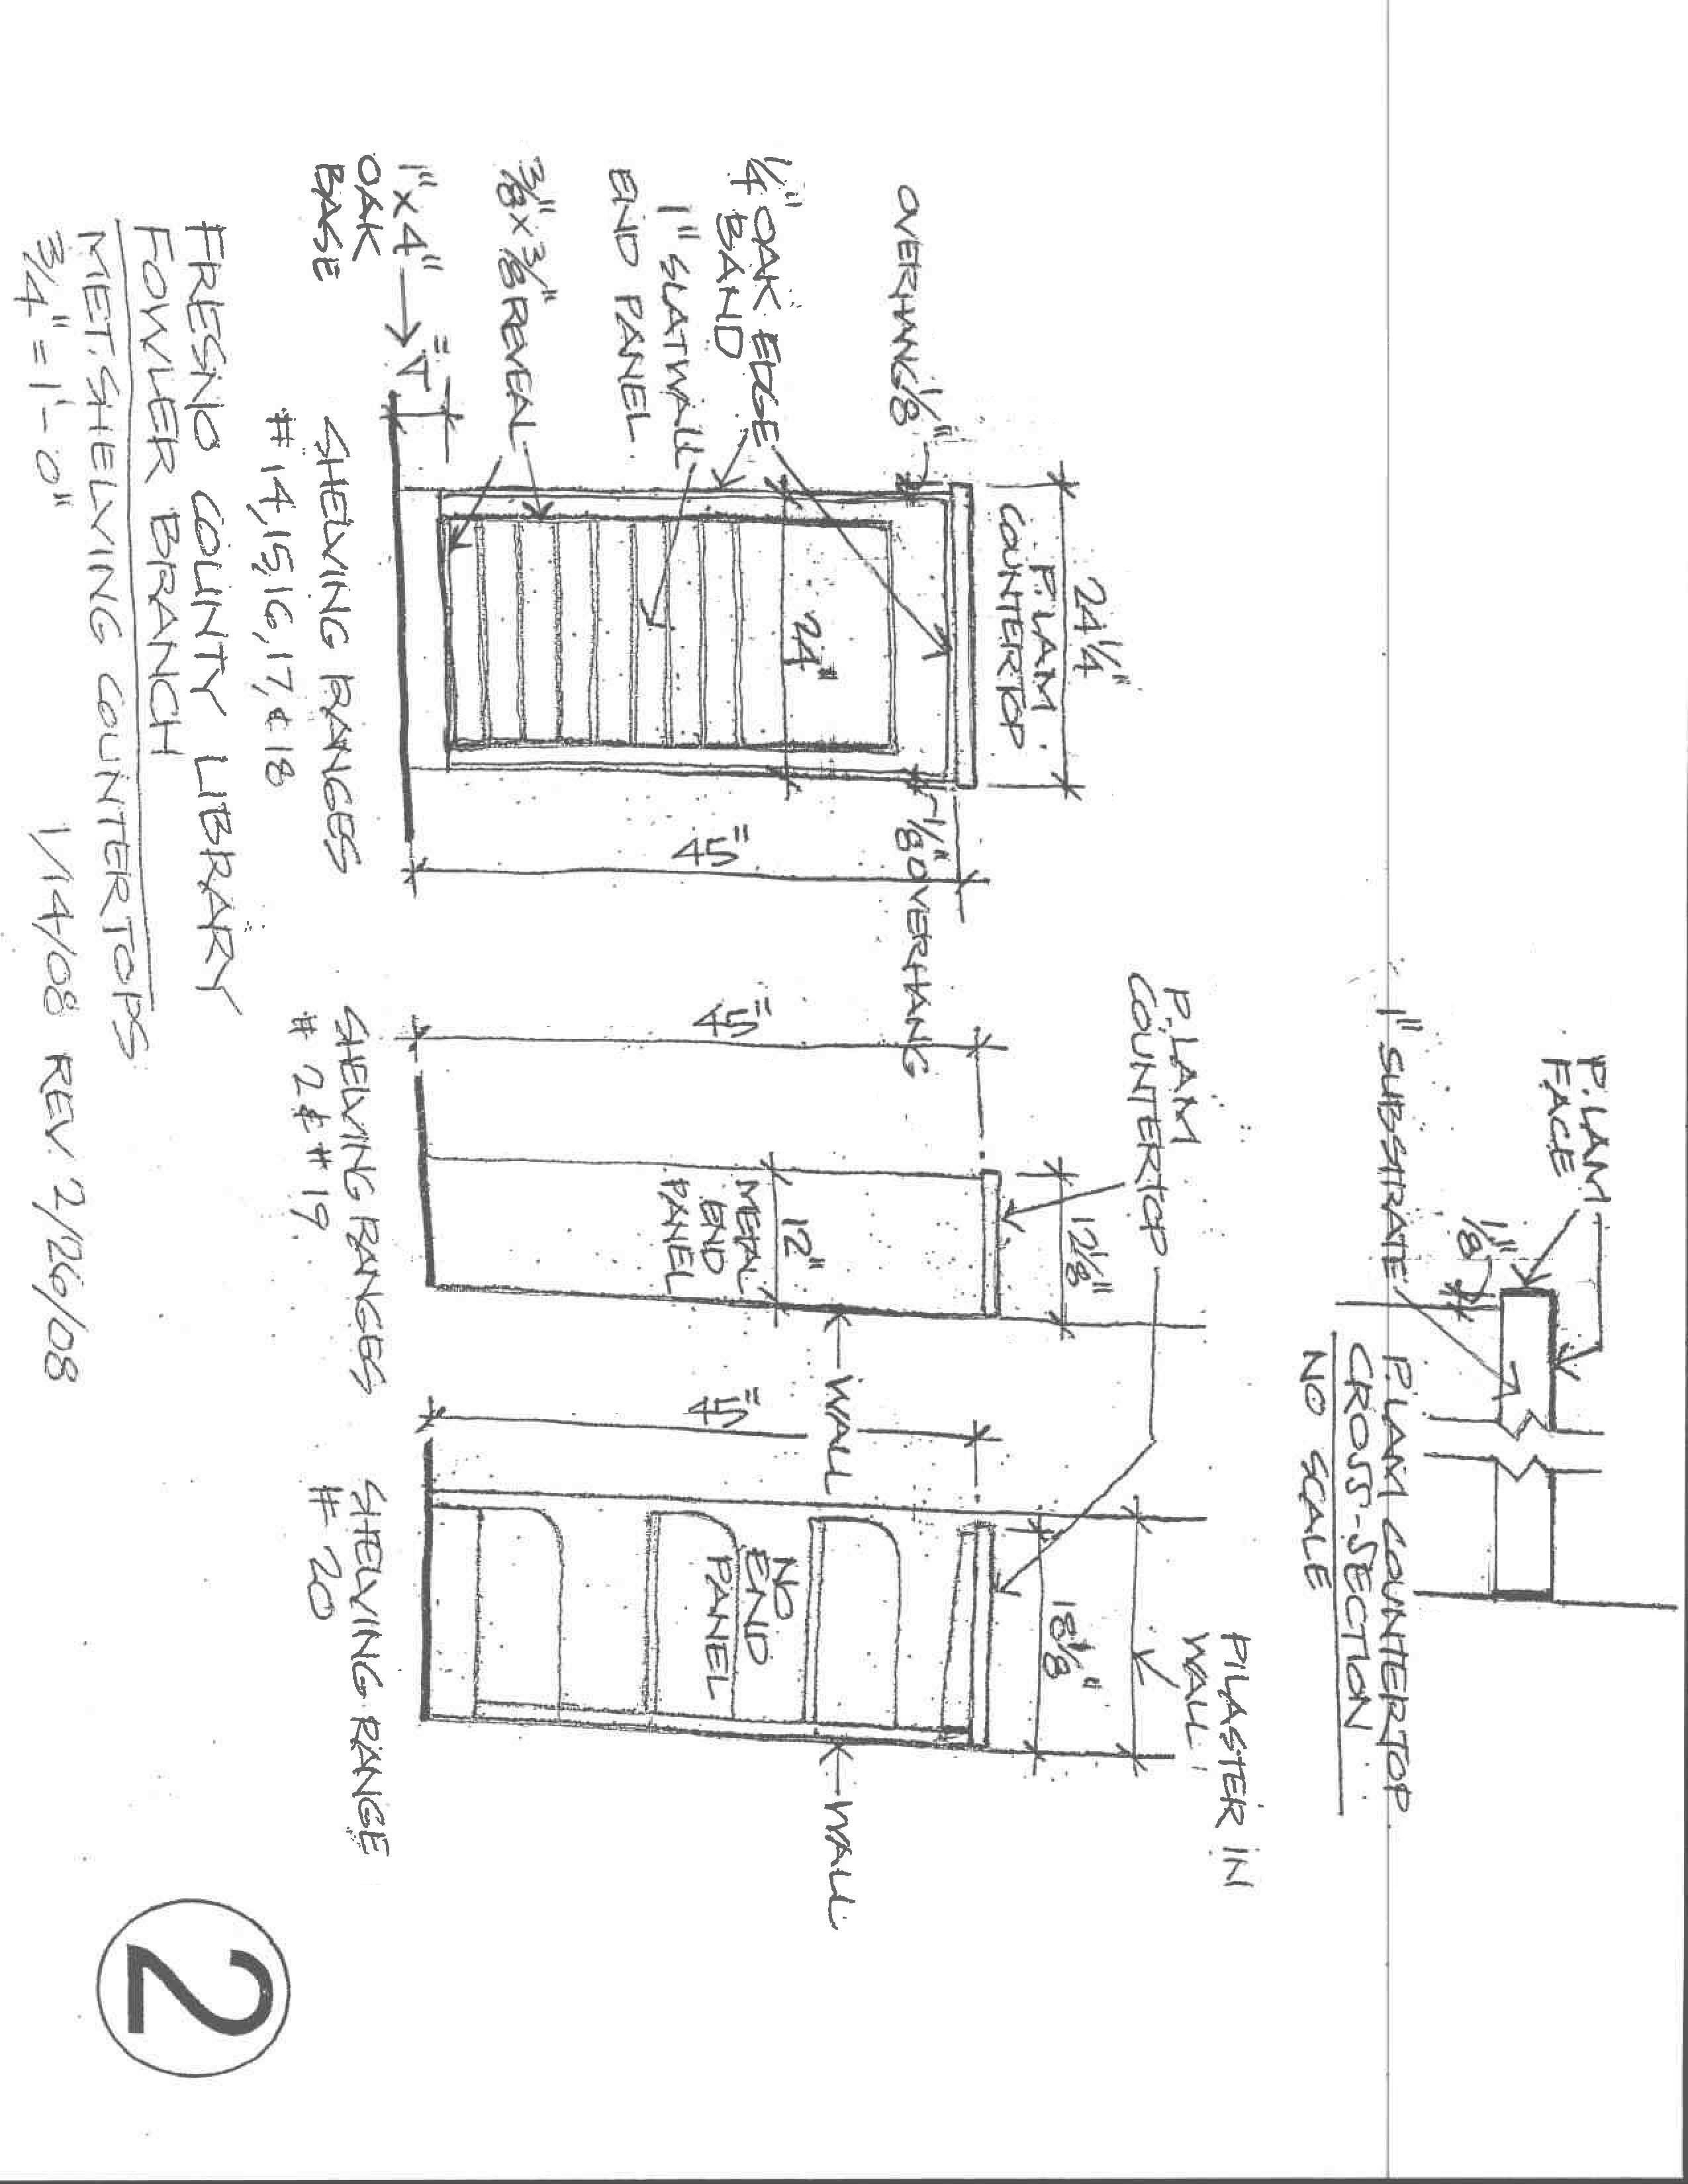 P.LAM
FACE
1/8"
1" SUBSTRATE
P.LAM COUNTERTOP
CROSS-SECTION
NO SCALE
24 1/4"
P.LAM.
COUNTERTOP
OVERHANG 1/8"
1/8" OVERHANG
1/4" OAK EDGE
BAND
1" SLATWALL
END PANEL
3/8" x 3/8" REVEAL
1" x 4"
OAK
BASE
4"
24"
45"
SHELVING RANGES
# 14, 15, 16, 17, & 18
P.LAM
COUNTERTOP
12 1/8"
45"
12"
METAL
END
PANEL
WALL
SHELVING RANGES
# 2 & # 19
PILASTER IN
WALL
18 1/8"
45"
NO
END
PANEL
WALL
SHELVING RANGE
# 20
FRESNO COUNTY LIBRARY
FOWLER BRANCH
MET. SHELVING COUNTERTOPS
3/4" = 1'-0" 1/14/08 REV. 2/26/08
2